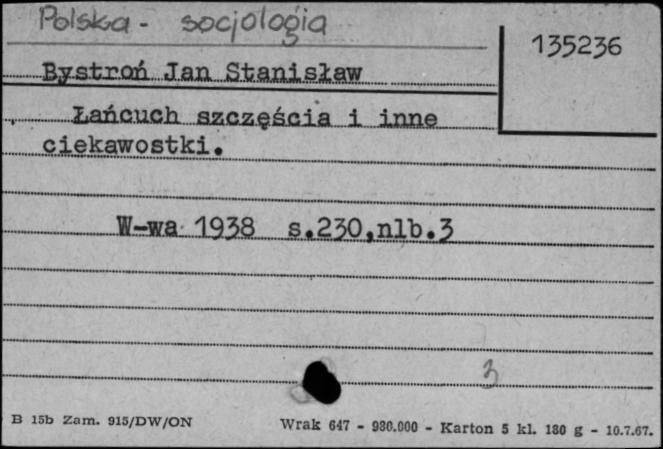 Polska - socjologia
135236
Bystroń Jan Stanisław
Łańcuch szczęścia i inne
ciekawostki.
W-wa 1938 s.230,nlb.3
3
B 15b Zam. 915/DW/ON
Wrak 647 - 980.000 - Karton 5 kl. 180 g - 10.7.67.